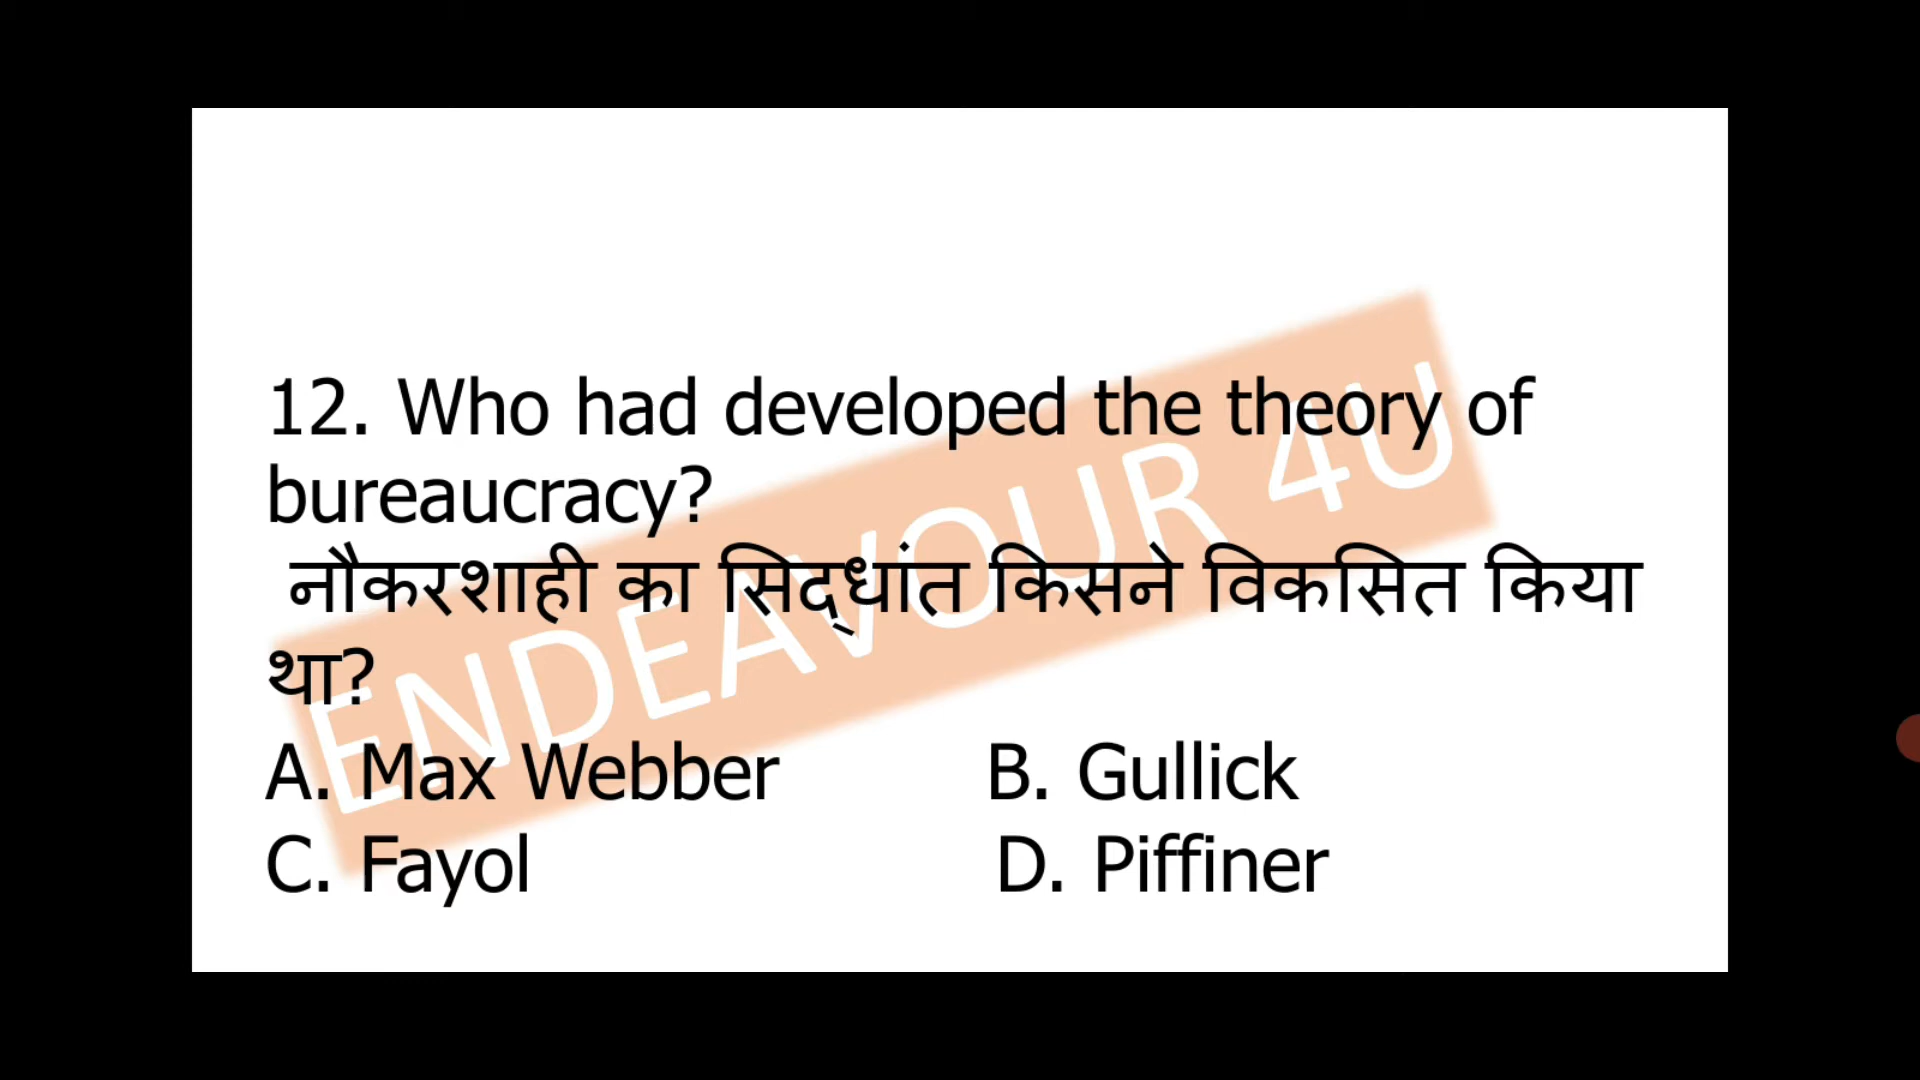 12. Who had developed the theory of
bureaucracy?
नौकरशाही का सिद्धांत किसने विकसित किया
था?
A. Max Webber B. Gullick
C. Fayol D. Piffiner
ENDEAVOUR 4U